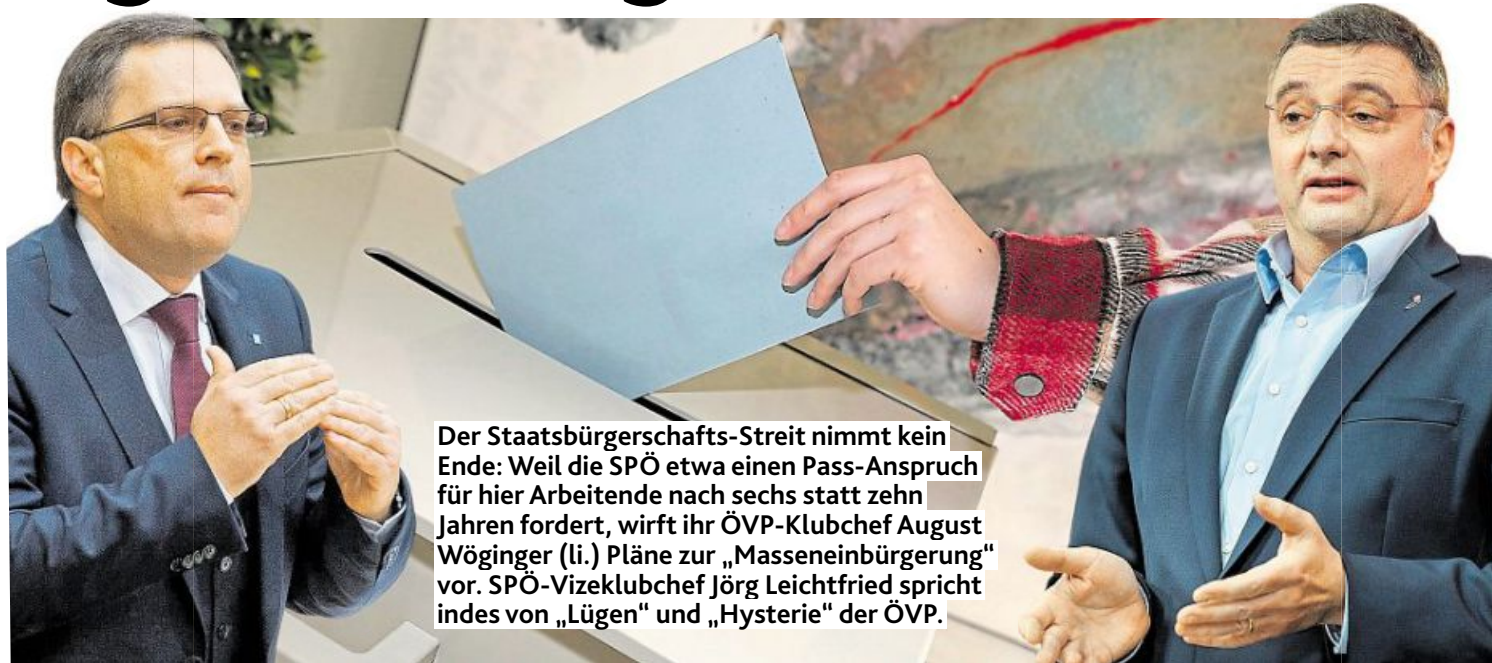 Der Staatsbürgerschafts-Streit nimmt kein
Ende: Weil die SPÖ etwa einen Pass-Anspruch
für hier Arbeitende nach sechs statt zehn
Jahren fordert, wirft ihr ÖVP-Klubchef August
Wöginger (li.) Pläne zur „Masseneinbürgerung“
vor. SPÖ-Vizeklubchef Jörg Leichtfried spricht
indes von „Lügen“ und „Hysterie“ der ÖVP.